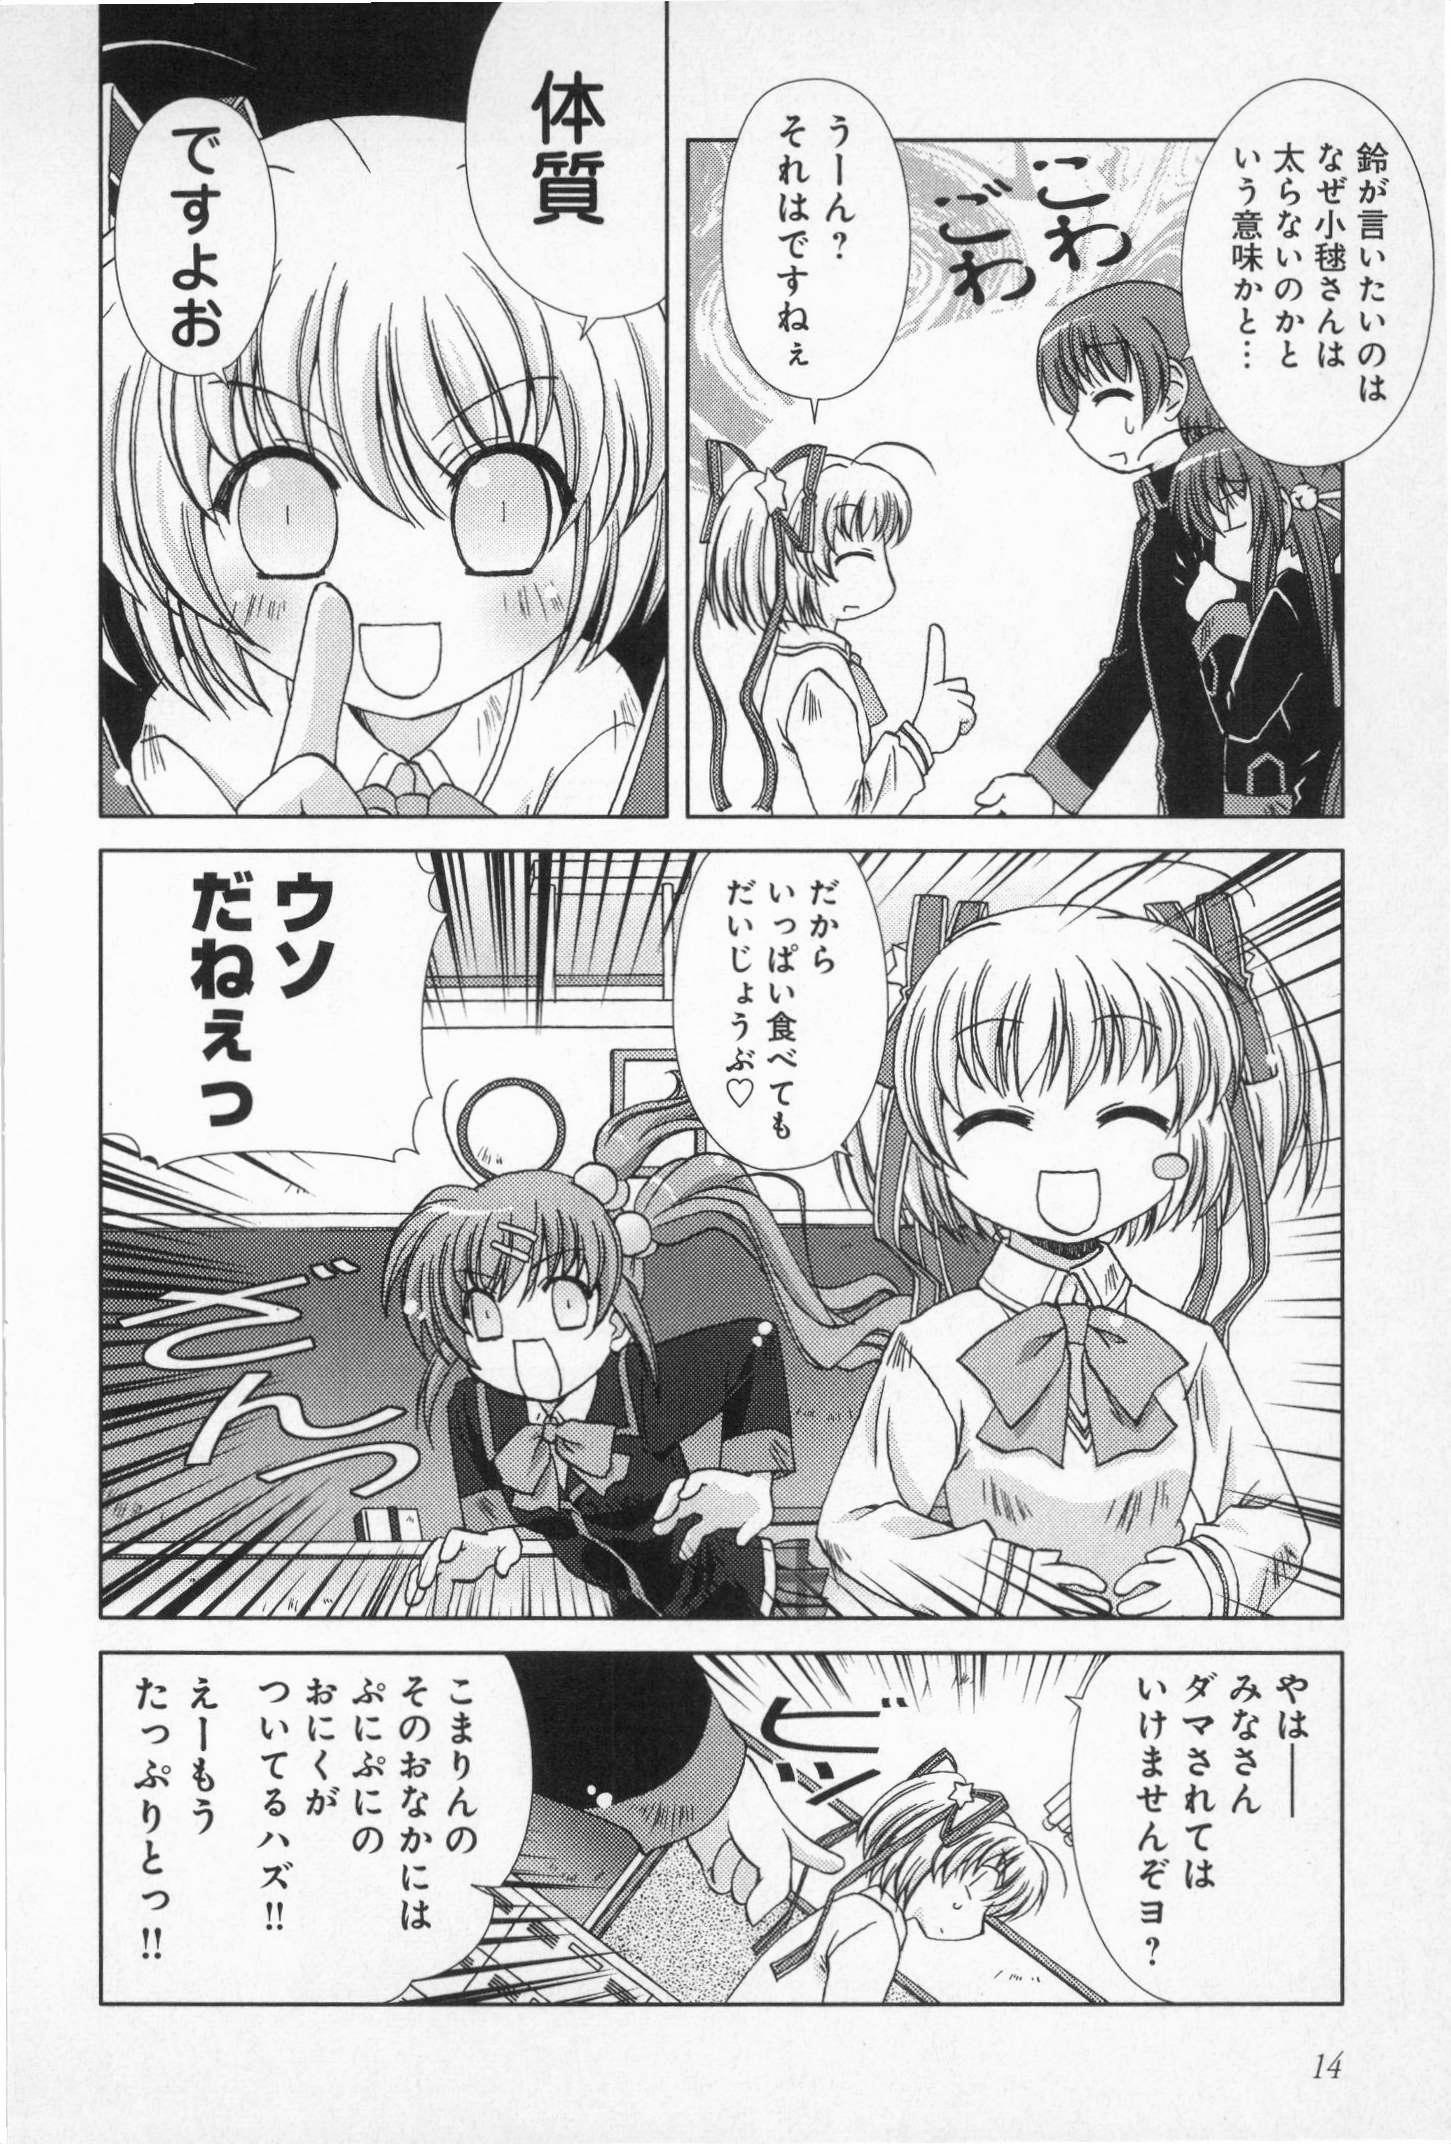 鈴が言いたいのは
なぜ小毬さんは
太らないのかと
いう意味かと…
こわ
ごわ
うーん?
それはですねぇ
体質
ですよお
だから
いっぱい食べても
だいじょうぶ♡
ウソ
だねぇっ
ぞんっ
やは──
みなさん
ダマされては
いけませんぞヨ?
ビッ
こまりんの
そのおなかには
ぷにぷにの
おにくが
ついてるハズ!!
えーもう
たっぷりとっ!!
14